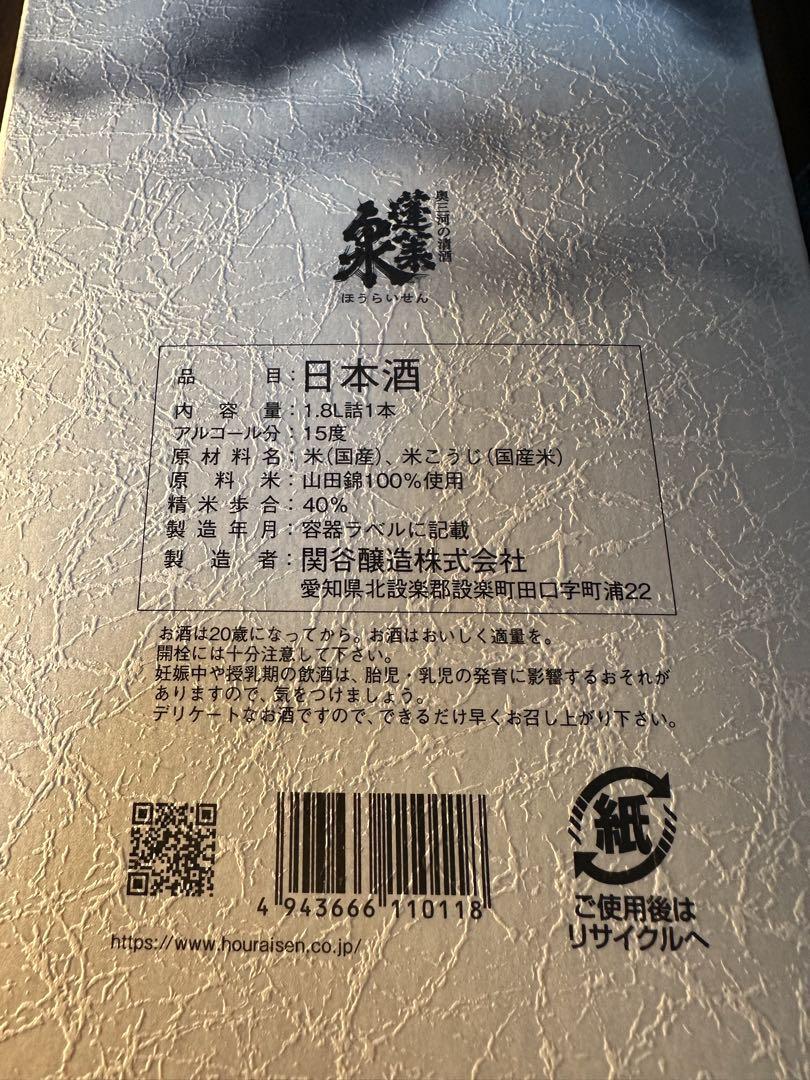 奥三河の清酒
蓬莱泉
ほうらいせん
品目：日本酒
内容量：1.8L詰1本
アルコール分：15度
原材料名：米（国産）、米こうじ（国産米）
原料米：山田錦100%使用
精米歩合：40%
製造年月：容器ラベルに記載
製造者：関谷醸造株式会社
愛知県北設楽郡設楽町田口字町浦22
お酒は20歳になってから。お酒はおいしく適量を。
開栓には十分注意して下さい。
妊娠中や授乳期の飲酒は、胎児・乳児の発育に影響するおそれが
ありますので、気をつけましょう。
デリケートなお酒ですので、できるだけ早くお召し上がり下さい。
4 943666 110118
紙
ご使用後は
リサイクルへ
https://www.houraisen.co.jp/